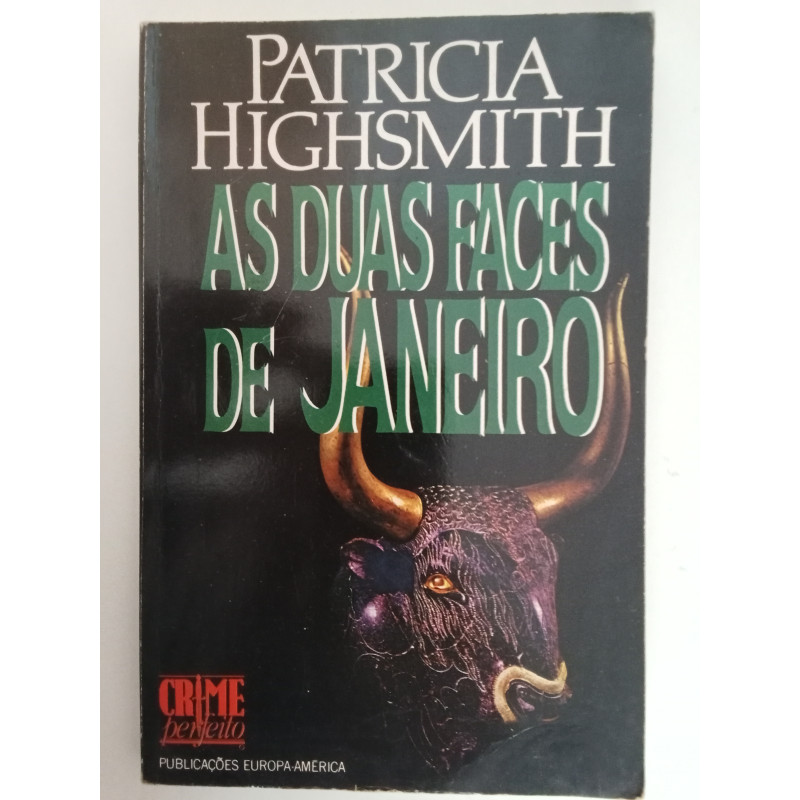 PATRICIA
HIGHSMITH
AS DUAS FACES
DE JANEIRO
CRIME
perfeito
PUBLICAÇÕES EUROPA-AMÉRICA